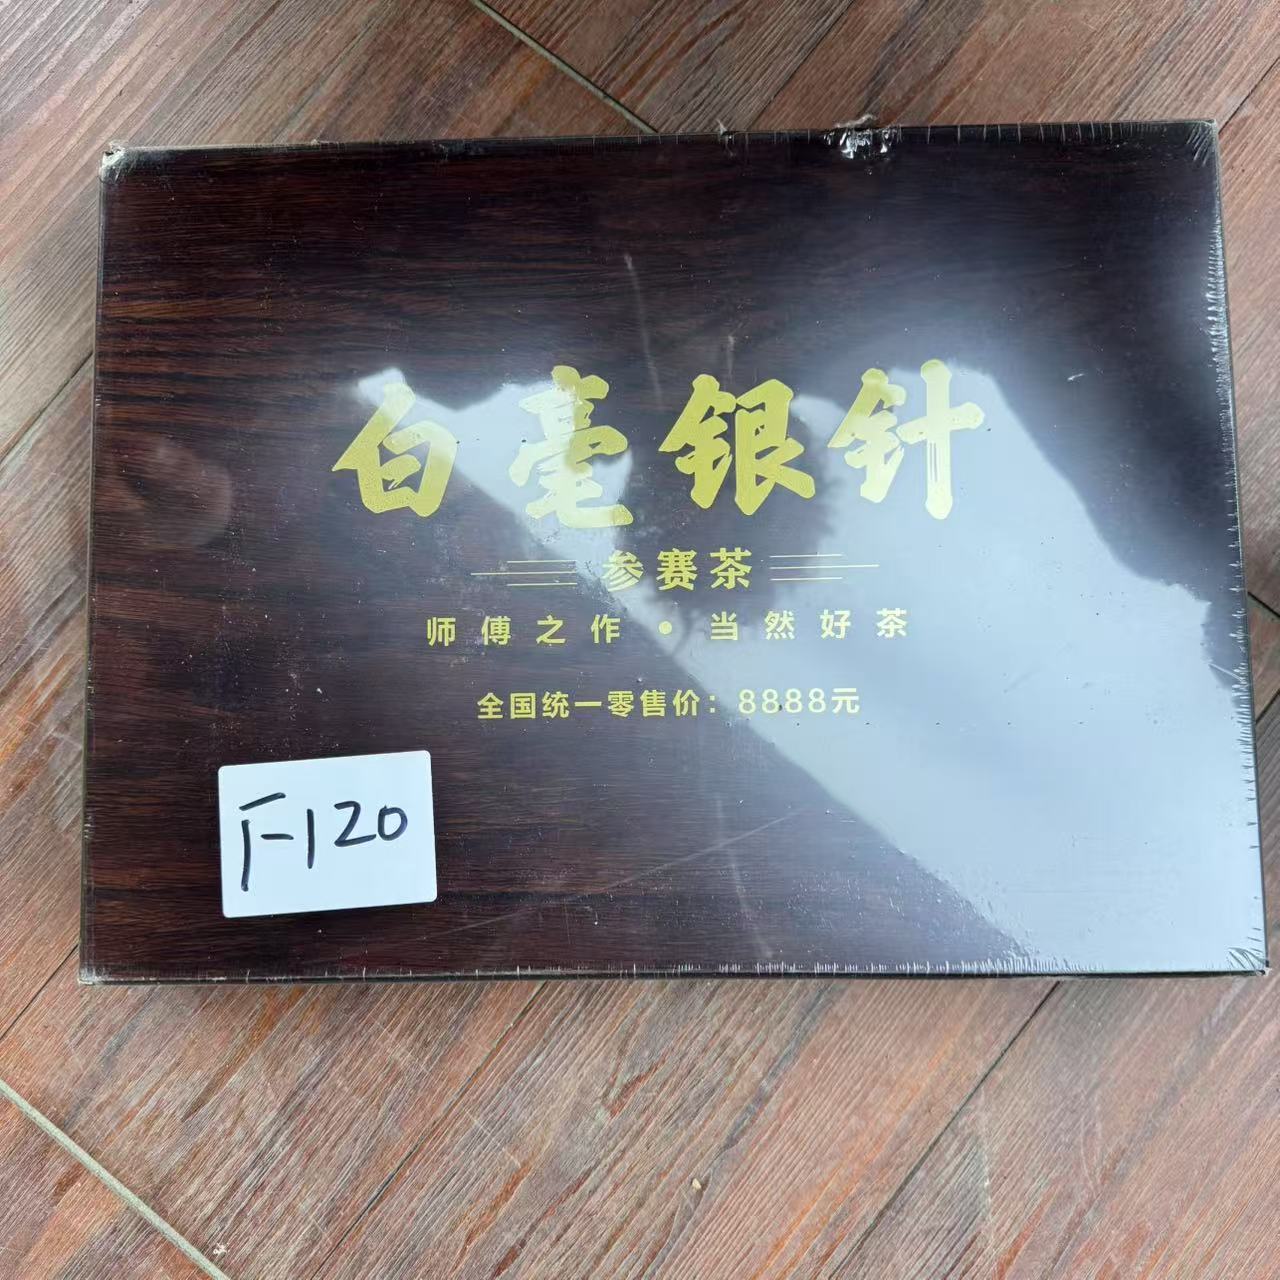 白毫银针
参赛茶
师傅之作·当然好茶
全国统一零售价：8888元
F-120